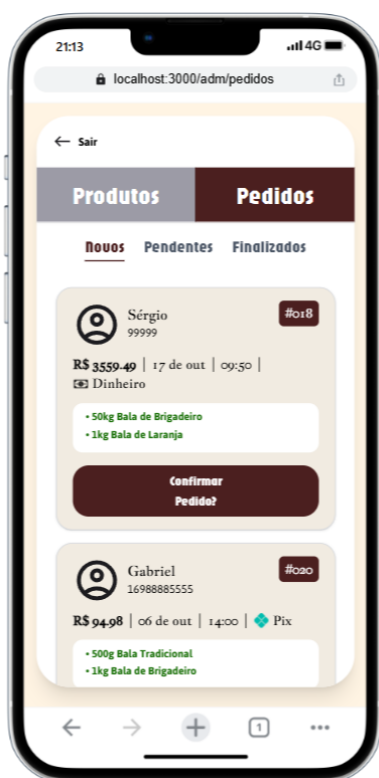 21:13
4G
localhost:3000/adm/pedidos
← Sair
Produtos
Pedidos
Novos Pendentes Finalizados
Sérgio
#018
99999
R$ 3559.49 | 17 de out | 09:50 |
Dinheiro
• 50kg Bala de Brigadeiro
• 1kg Bala de Laranja
Confirmar
Pedido?
Gabriel
#020
16988885555
R$ 94.98 | 06 de out | 14:00 | Pix
• 500g Bala Tradicional
• 1kg Bala de Brigadeiro
1